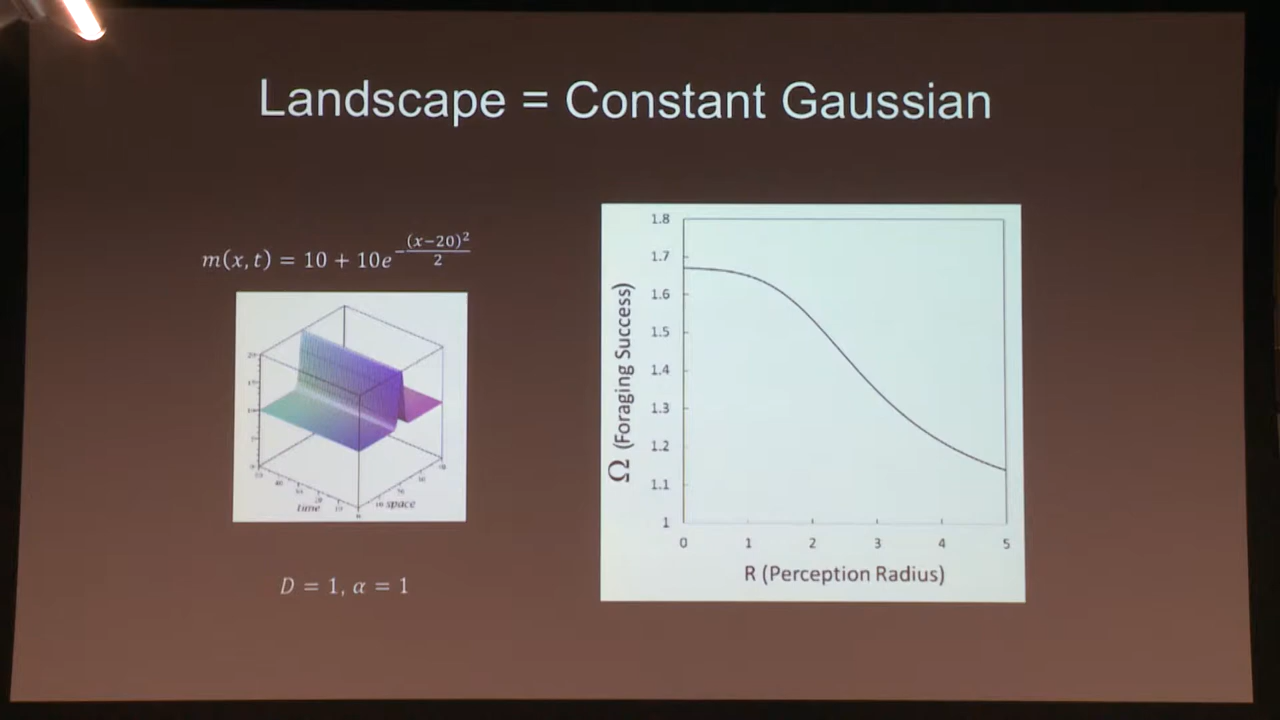 Landscape = Constant Gaussian
m(x, t) = 10 + 10e^{-\frac{(x-20)^2}{2}}
time
space
D = 1, α = 1
Ω (Foraging Success)
1.8
1.7
1.6
1.5
1.4
1.3
1.2
1.1
1
0 1 2 3 4 5
R (Perception Radius)